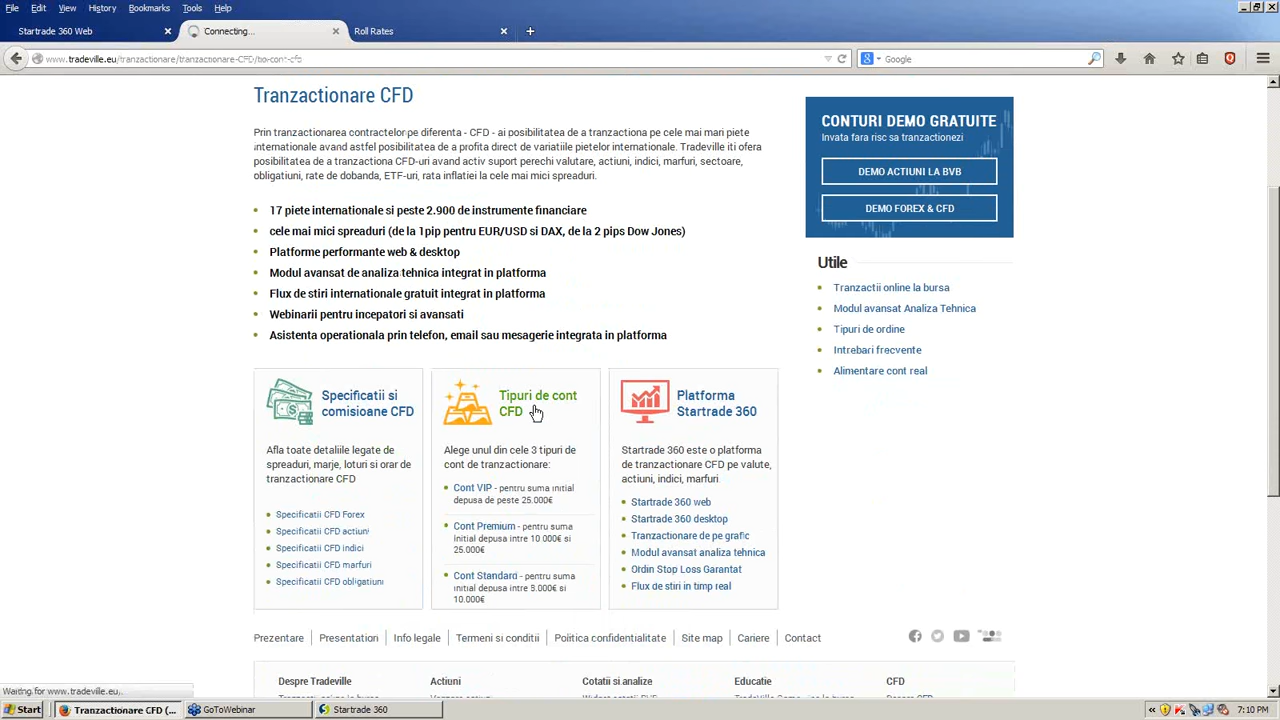 File Edit View History Bookmarks Tools Help
Startrade 360 Web
Connecting...
Roll Rates
www.tradeville.eu/tranzactionare/tranzactionare-CFD/tip-cont-cfd
Google
Tranzactionare CFD
Prin tranzactionarea contractelor pe diferenta - CFD - ai posibilitatea de a tranzactiona pe cele mai mari piete
internationale avand astfel posibilitatea de a profita direct de variatiile pietelor internationale. Tradeville iti ofera
posibilitatea de a tranzactiona CFD-uri avand activ suport perechi valutare, actiuni, indici, marfuri, sectoare,
obligatiuni, rate de dobanda, ETF-uri, rata inflatiei la cele mai mici spreaduri.
17 piete internationale si peste 2.900 de instrumente financiare
cele mai mici spreaduri (de la 1pip pentru EUR/USD si DAX, de la 2 pips Dow Jones)
Platforme performante web & desktop
Modul avansat de analiza tehnica integrat in platforma
Flux de stiri internationale gratuit integrat in platforma
Webinarii pentru incepatori si avansati
Asistenta operationala prin telefon, email sau mesagerie integrata in platforma
CONTURI DEMO GRATUITE
Invata fara risc sa tranzactionezi
DEMO ACTIUNI LA BVB
DEMO FOREX & CFD
Utile
Tranzactii online la bursa
Modul avansat Analiza Tehnica
Tipuri de ordine
Intrebari frecvente
Alimentare cont real
Specificatii si
comisioane CFD
Afla toate detaliile legate de
spreaduri, marje, loturi si orar de
tranzactionare CFD
Specificatii CFD Forex
Specificatii CFD actiuni
Specificatii CFD indici
Specificatii CFD marfuri
Specificatii CFD obligatiuni
Tipuri de cont
CFD
Alege unul din cele 3 tipuri de
cont de tranzactionare:
Cont VIP - pentru suma initial
depusa de peste 25.000€
Cont Premium - pentru suma
initial depusa intre 10.000€ si
25.000€
Cont Standard - pentru suma
initial depusa intre 8.000€ si
10.000€
Platforma
Startrade 360
Startrade 360 este o platforma
de tranzactionare CFD pe valute,
actiuni, indici, marfuri.
Startrade 360 web
Startrade 360 desktop
Tranzactionare de pe grafic
Modul avansat analiza tehnica
Ordin Stop Loss Garantat
Flux de stiri in timp real
Prezentare Presentation Info legale Termeni si conditii Politica confidentialitate Site map Cariere Contact
Despre Tradeville Actiuni Cotatii si analize Educatie CFD
Waiting for www.tradeville.eu...
Start Tranzactionare CFD (... GoToWebinar Startrade 360 7:10 PM